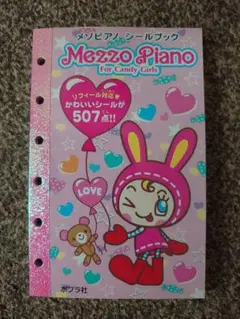 メゾピアノ シールブック
Mezzo Piano
For Candy Girls
リフィール対応
かわいいシールが
507点!!
LOVE
ポプラ社